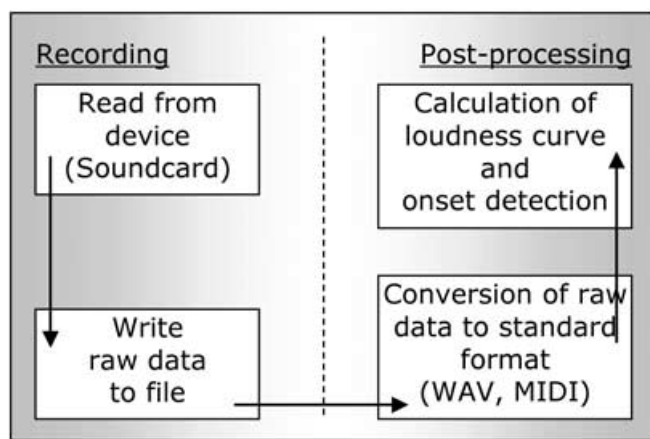 Recording
Read from
device
(Soundcard)
Write
raw data
to file
Post-processing
Calculation of
loudness curve
and
onset detection
Conversion of raw
data to standard
format
(WAV, MIDI)